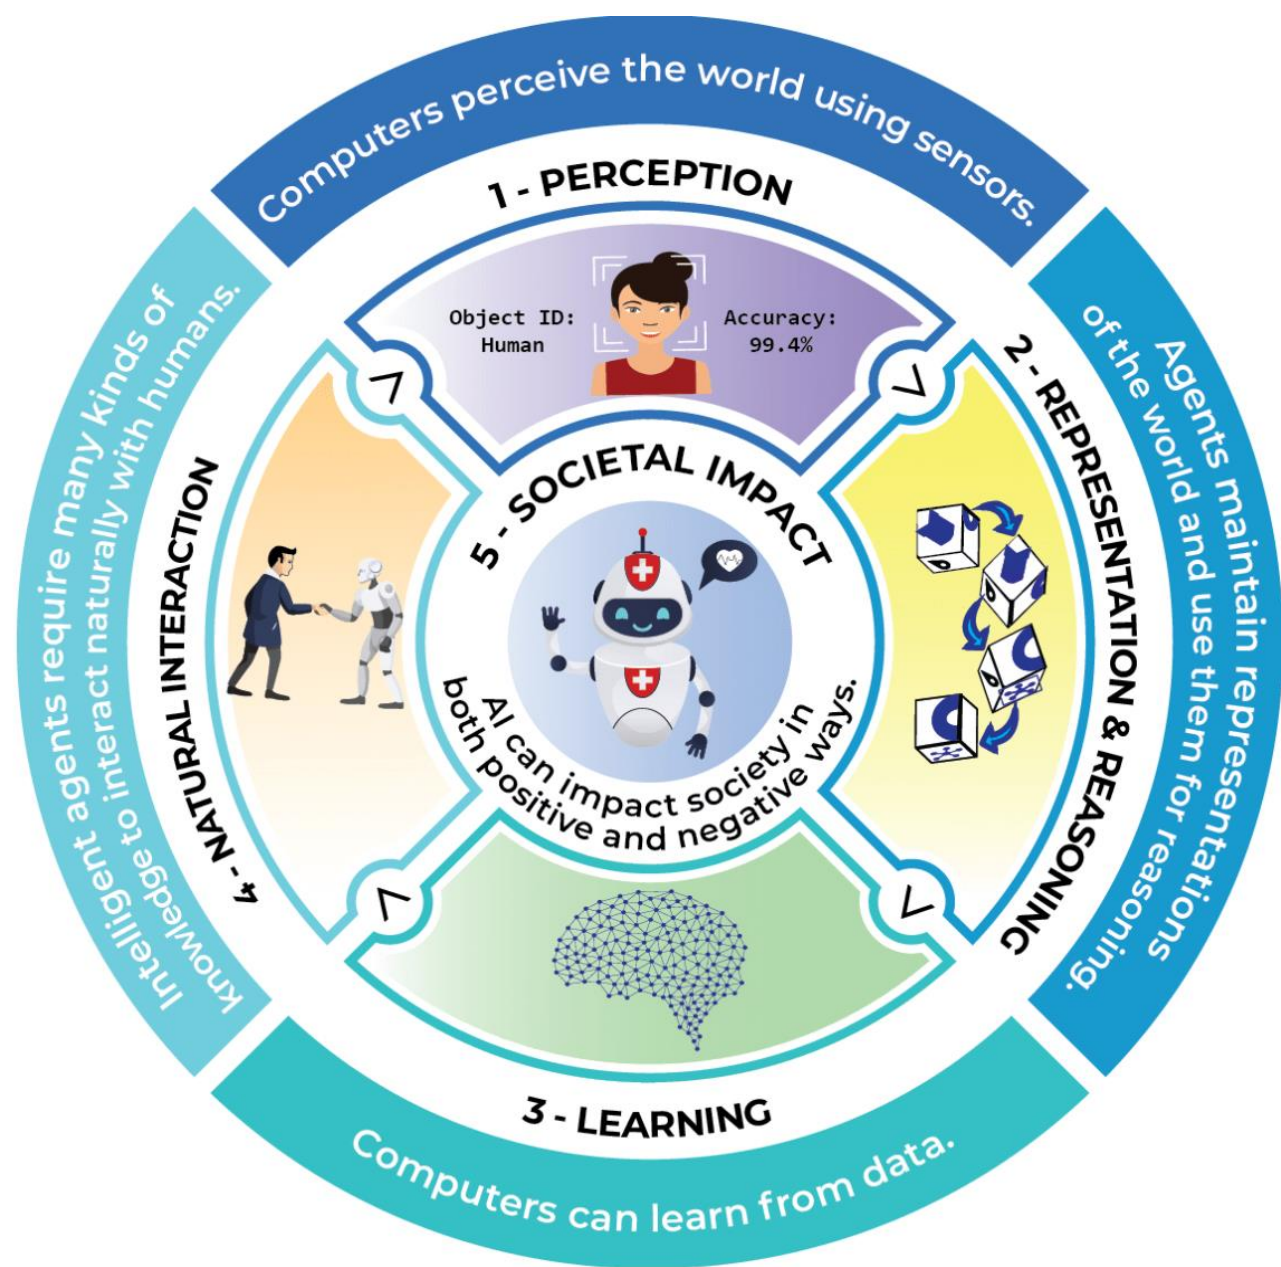 Computers perceive the world using sensors.
1 - PERCEPTION
Object ID:
Human
Accuracy:
99.4%
Agents maintain representations
of the world and use them for reasoning.
2 - REPRESENTATION & REASONING
Computers can learn from data.
3 - LEARNING
Intelligent agents require many kinds of
knowledge to interact naturally with humans.
4 - NATURAL INTERACTION
5 - SOCIETAL IMPACT
AI can impact society in
both positive and negative ways.